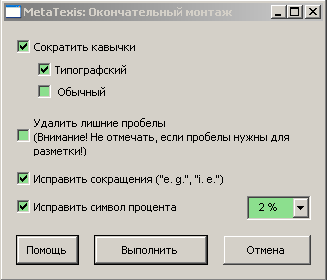 MetaTexis: Окончательный монтаж
Сократить кавычки
Типографский
Обычный
Удалить лишние пробелы
(Внимание! Не отмечать, если пробелы нужны для
разметки!)
Исправить сокращения ("e. g.", "i. e.")
Исправить символ процента
2 %
Помощь
Выполнить
Отмена